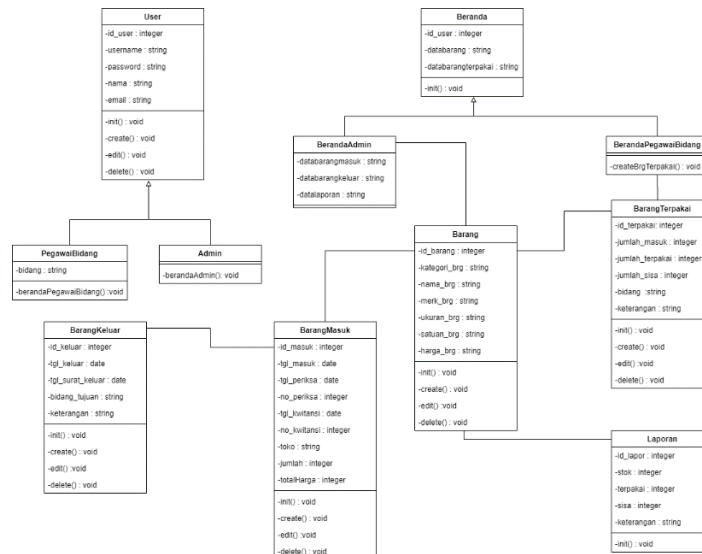 User
-id_user : integer
-username : string
-password : string
-nama : string
-email : string
-init() : void
-create() : void
-edit() : void
-delete() : void
Beranda
-id_user : integer
-databarang : string
-databarangterpakai : string
-init() : void
BerandaAdmin
-databarangmasuk : string
-databarangkeluar : string
-datalaporan : string
BerandaPegawaiBidang
-createBrgTerpakai() : void
PegawaiBidang
-bidang : string
-berandaPegawaiBidang() :void
Admin
-berandaAdmin(): void
Barang
-id_barang : integer
-kategori_brg : string
-nama_brg : string
-merk_brg : string
-ukuran_brg : string
-satuan_brg : string
-harga_brg : string
-init() : void
-create() : void
-edit() :void
-delete() : void
BarangTerpakai
-id_terpakai: integer
-jumlah_masuk : integer
-jumlah_terpakai : integer
-jumlah_sisa : integer
-bidang :string
-keterangan : string
-init() : void
-create() : void
-edit() :void
-delete() : void
BarangKeluar
-id_keluar : integer
-tgl_keluar : date
-tgl_surat_keluar : date
-bidang_tujuan : string
-keterangan : string
-init() : void
-create() : void
-edit() :void
-delete() : void
BarangMasuk
-id_masuk : integer
-tgl_masuk : date
-tgl_periksa : date
-no_periksa : integer
-tgl_kwitansi : date
-no_kwitansi : integer
-toko : string
-jumlah : integer
-totalHarga : integer
-init() : void
-create() : void
-edit() :void
-delete() : void
Laporan
-id_lapor : integer
-stok : integer
-terpakai : integer
-sisa : integer
-keterangan : string
-init() : void